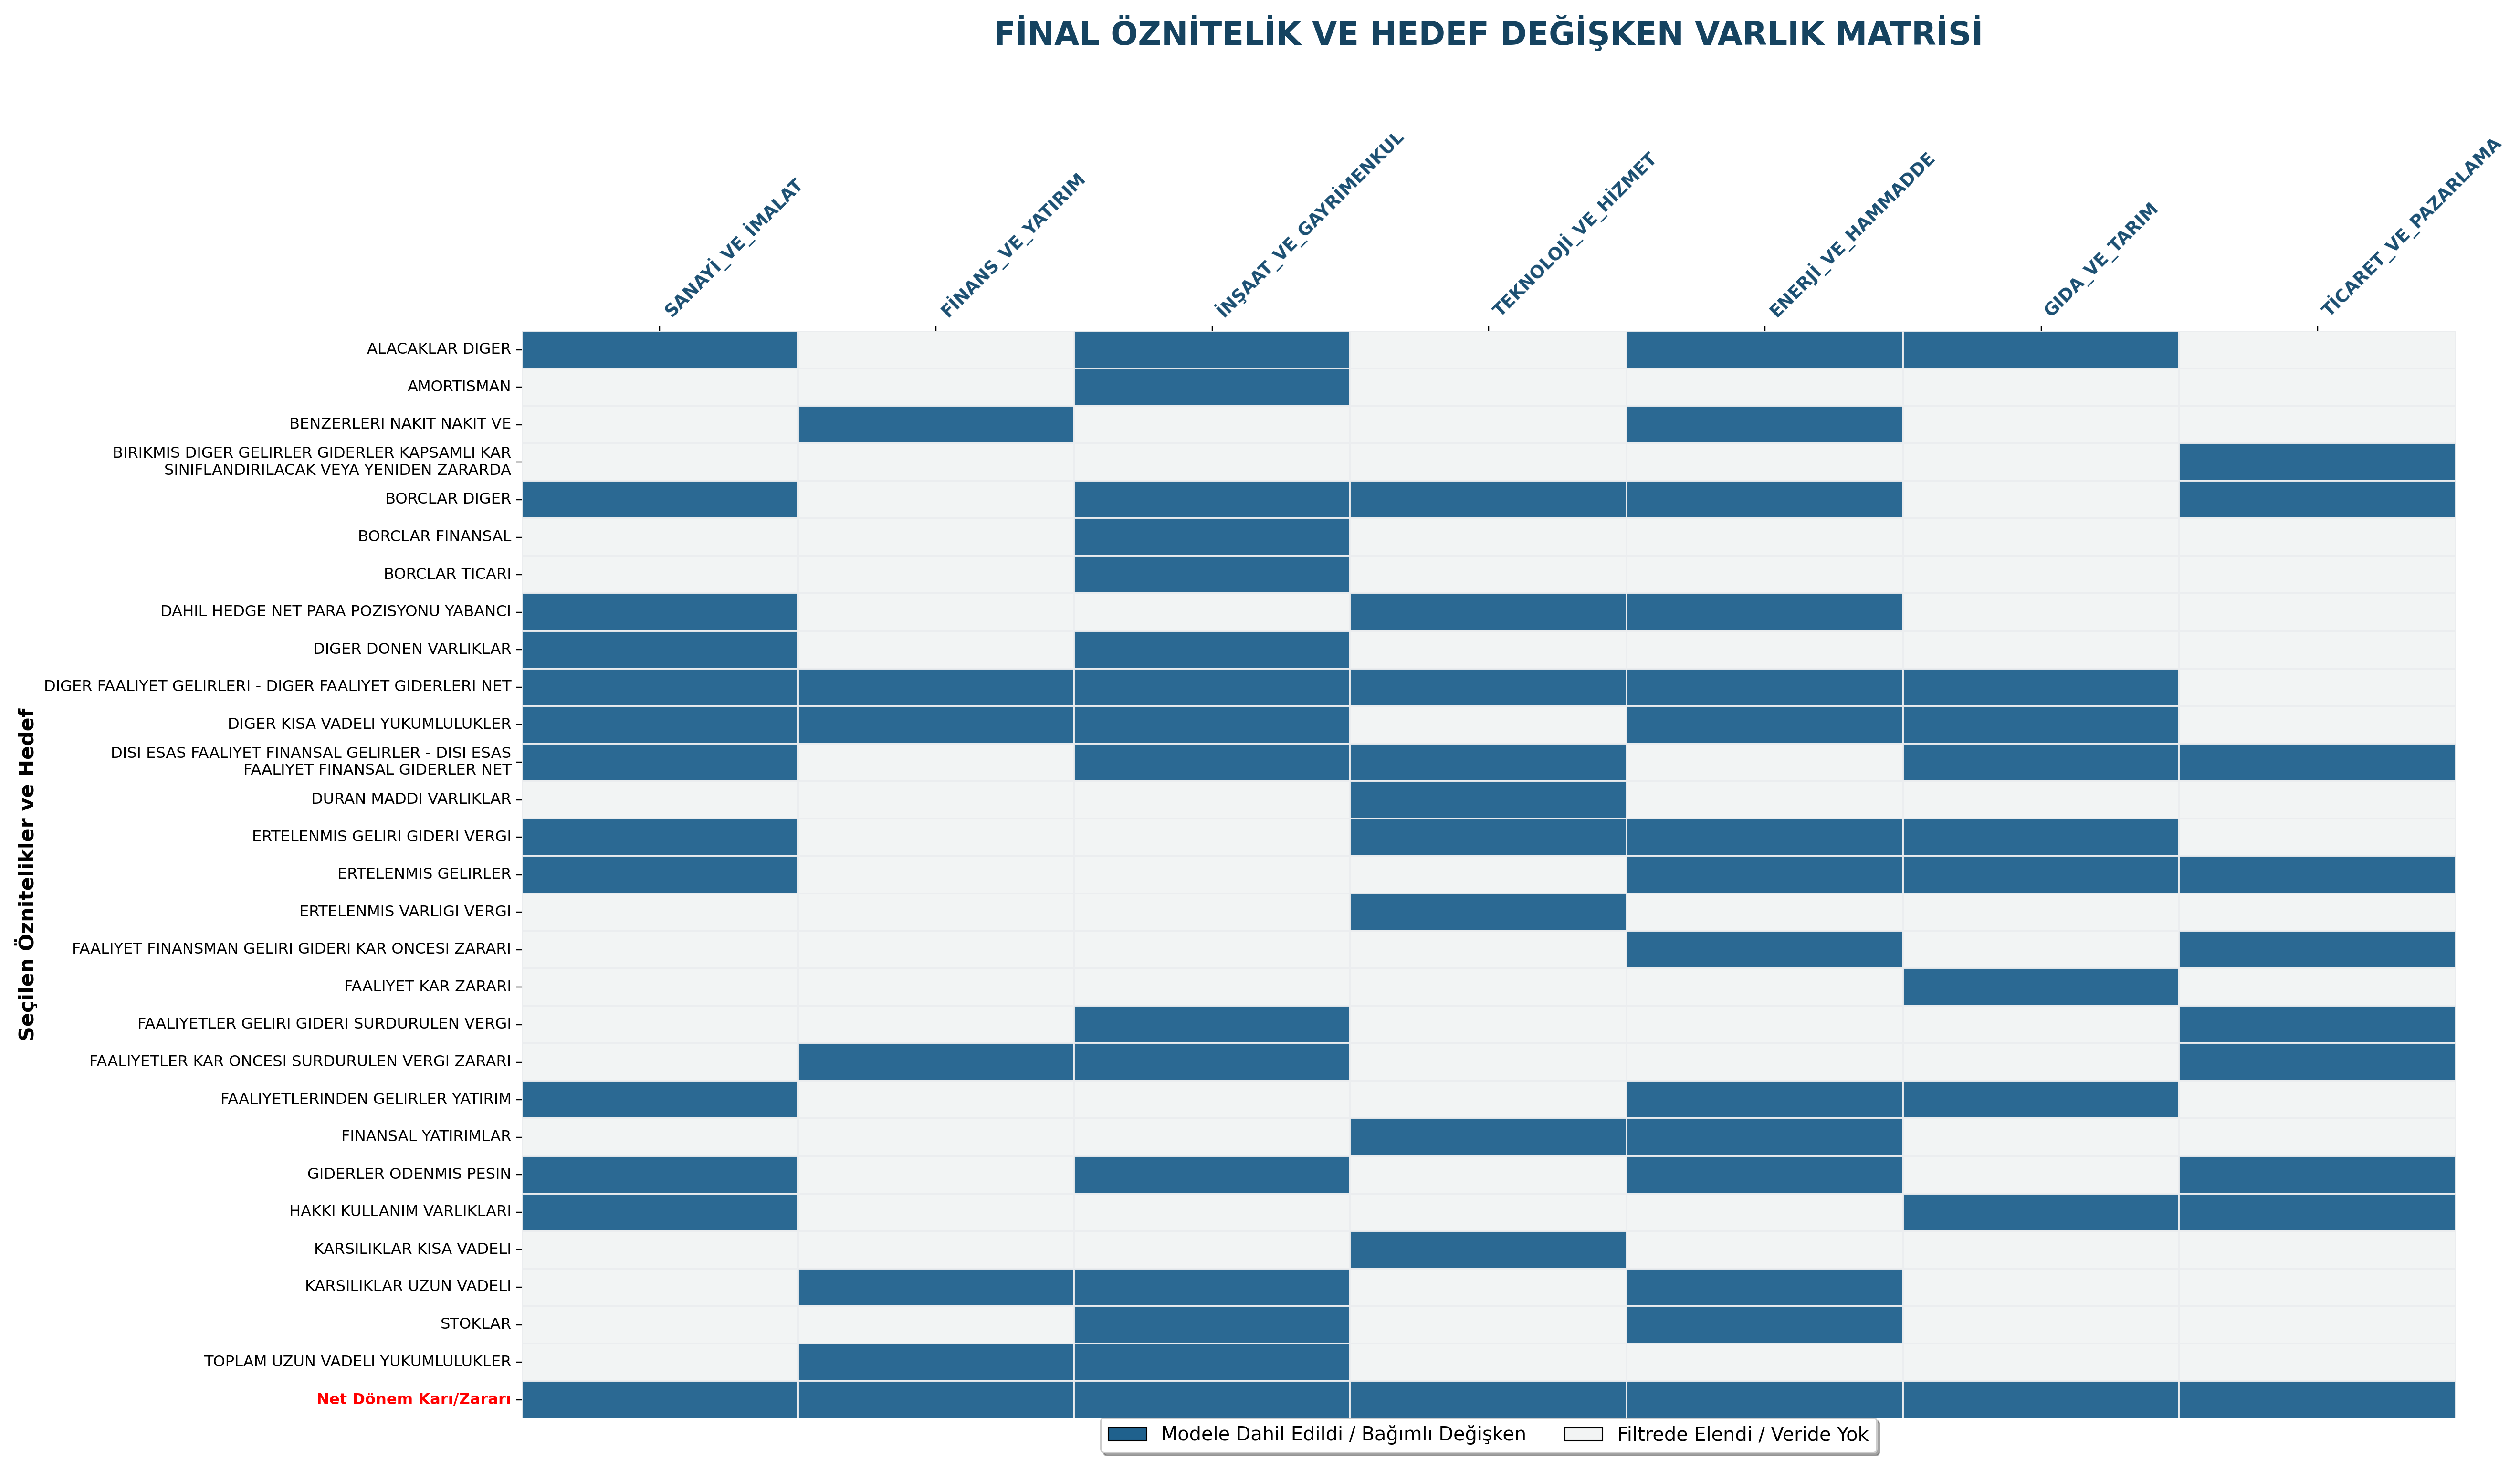 FİNAL ÖZNİTELİK VE HEDEF DEĞİŞKEN VARLIK MATRİSİ
SANAYİ_VE_İMALAT
FİNANS_VE_YATIRIM
İNŞAAT_VE_GAYRİMENKUL
TEKNOLOJİ_VE_HİZMET
ENERJİ_VE_HAMMADDE
GIDA_VE_TARIM
TİCARET_VE_PAZARLAMA
Seçilen Öznitelikler ve Hedef
ALACAKLAR DIGER
AMORTISMAN
BENZERLERI NAKIT NAKIT VE
BIRIKMIS DIGER GELIRLER GIDERLER KAPSAMLI KAR
SINIFLANDIRILACAK VEYA YENIDEN ZARARDA
BORCLAR DIGER
BORCLAR FINANSAL
BORCLAR TICARI
DAHIL HEDGE NET PARA POZISYONU YABANCI
DIGER DONEN VARLIKLAR
DIGER FAALIYET GELIRLERI - DIGER FAALIYET GIDERLERI NET
DIGER KISA VADELI YUKUMLULUKLER
DISI ESAS FAALIYET FINANSAL GELIRLER - DISI ESAS
FAALIYET FINANSAL GIDERLER NET
DURAN MADDI VARLIKLAR
ERTELENMIS GELIRI GIDERI VERGI
ERTELENMIS GELIRLER
ERTELENMIS VARLIGI VERGI
FAALIYET FINANSMAN GELIRI GIDERI KAR ONCESI ZARARI
FAALIYET KAR ZARARI
FAALIYETLER GELIRI GIDERI SURDURULEN VERGI
FAALIYETLER KAR ONCESI SURDURULEN VERGI ZARARI
FAALIYETLERINDEN GELIRLER YATIRIM
FINANSAL YATIRIMLAR
GIDERLER ODENMIS PESIN
HAKKI KULLANIM VARLIKLARI
KARSILIKLAR KISA VADELI
KARSILIKLAR UZUN VADELI
STOKLAR
TOPLAM UZUN VADELI YUKUMLULUKLER
Net Dönem Karı/Zararı
Modele Dahil Edildi / Bağımlı Değişken
Filtrede Elendi / Veride Yok